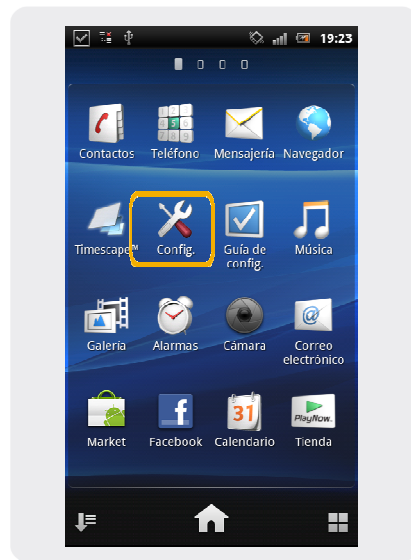 19:23
Contactos Teléfono Mensajería Navegador
Timescape™ Config. Guía de config. Música
Galería Alarmas Cámara Correo electrónico
31
@
PlayNow.
Market Facebook Calendario Tienda